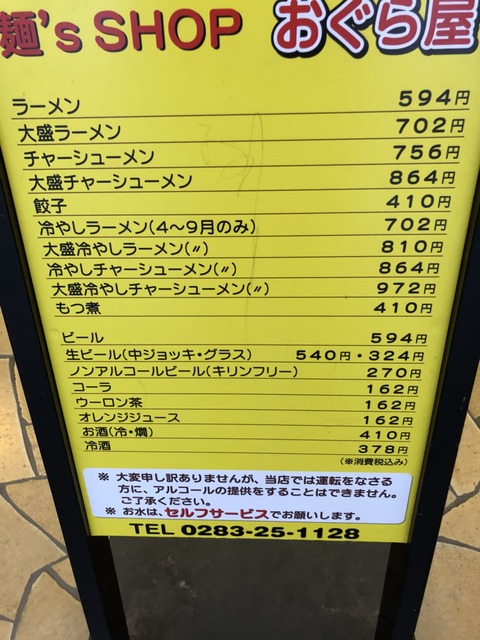 麺's SHOP おぐら屋
ラーメン 594円
大盛ラーメン 702円
チャーシューメン 756円
大盛チャーシューメン 864円
餃子 410円
冷やしラーメン(4〜9月のみ) 702円
大盛冷やしラーメン(〃) 810円
冷やしチャーシューメン(〃) 864円
大盛冷やしチャーシューメン(〃) 972円
もつ煮 410円
ビール 594円
生ビール(中ジョッキ・グラス) 540円・324円
ノンアルコールビール(キリンフリー) 270円
コーラ 162円
ウーロン茶 162円
オレンジジュース 162円
お酒(冷・燗) 410円
冷酒 378円
(※消費税込み)
※ 大変申し訳ありませんが、当店では運転をなさる
方に、アルコールの提供をすることはできません。
ご了承ください。
※ お水は、セルフサービスでお願いします。
TEL 0283-25-1128